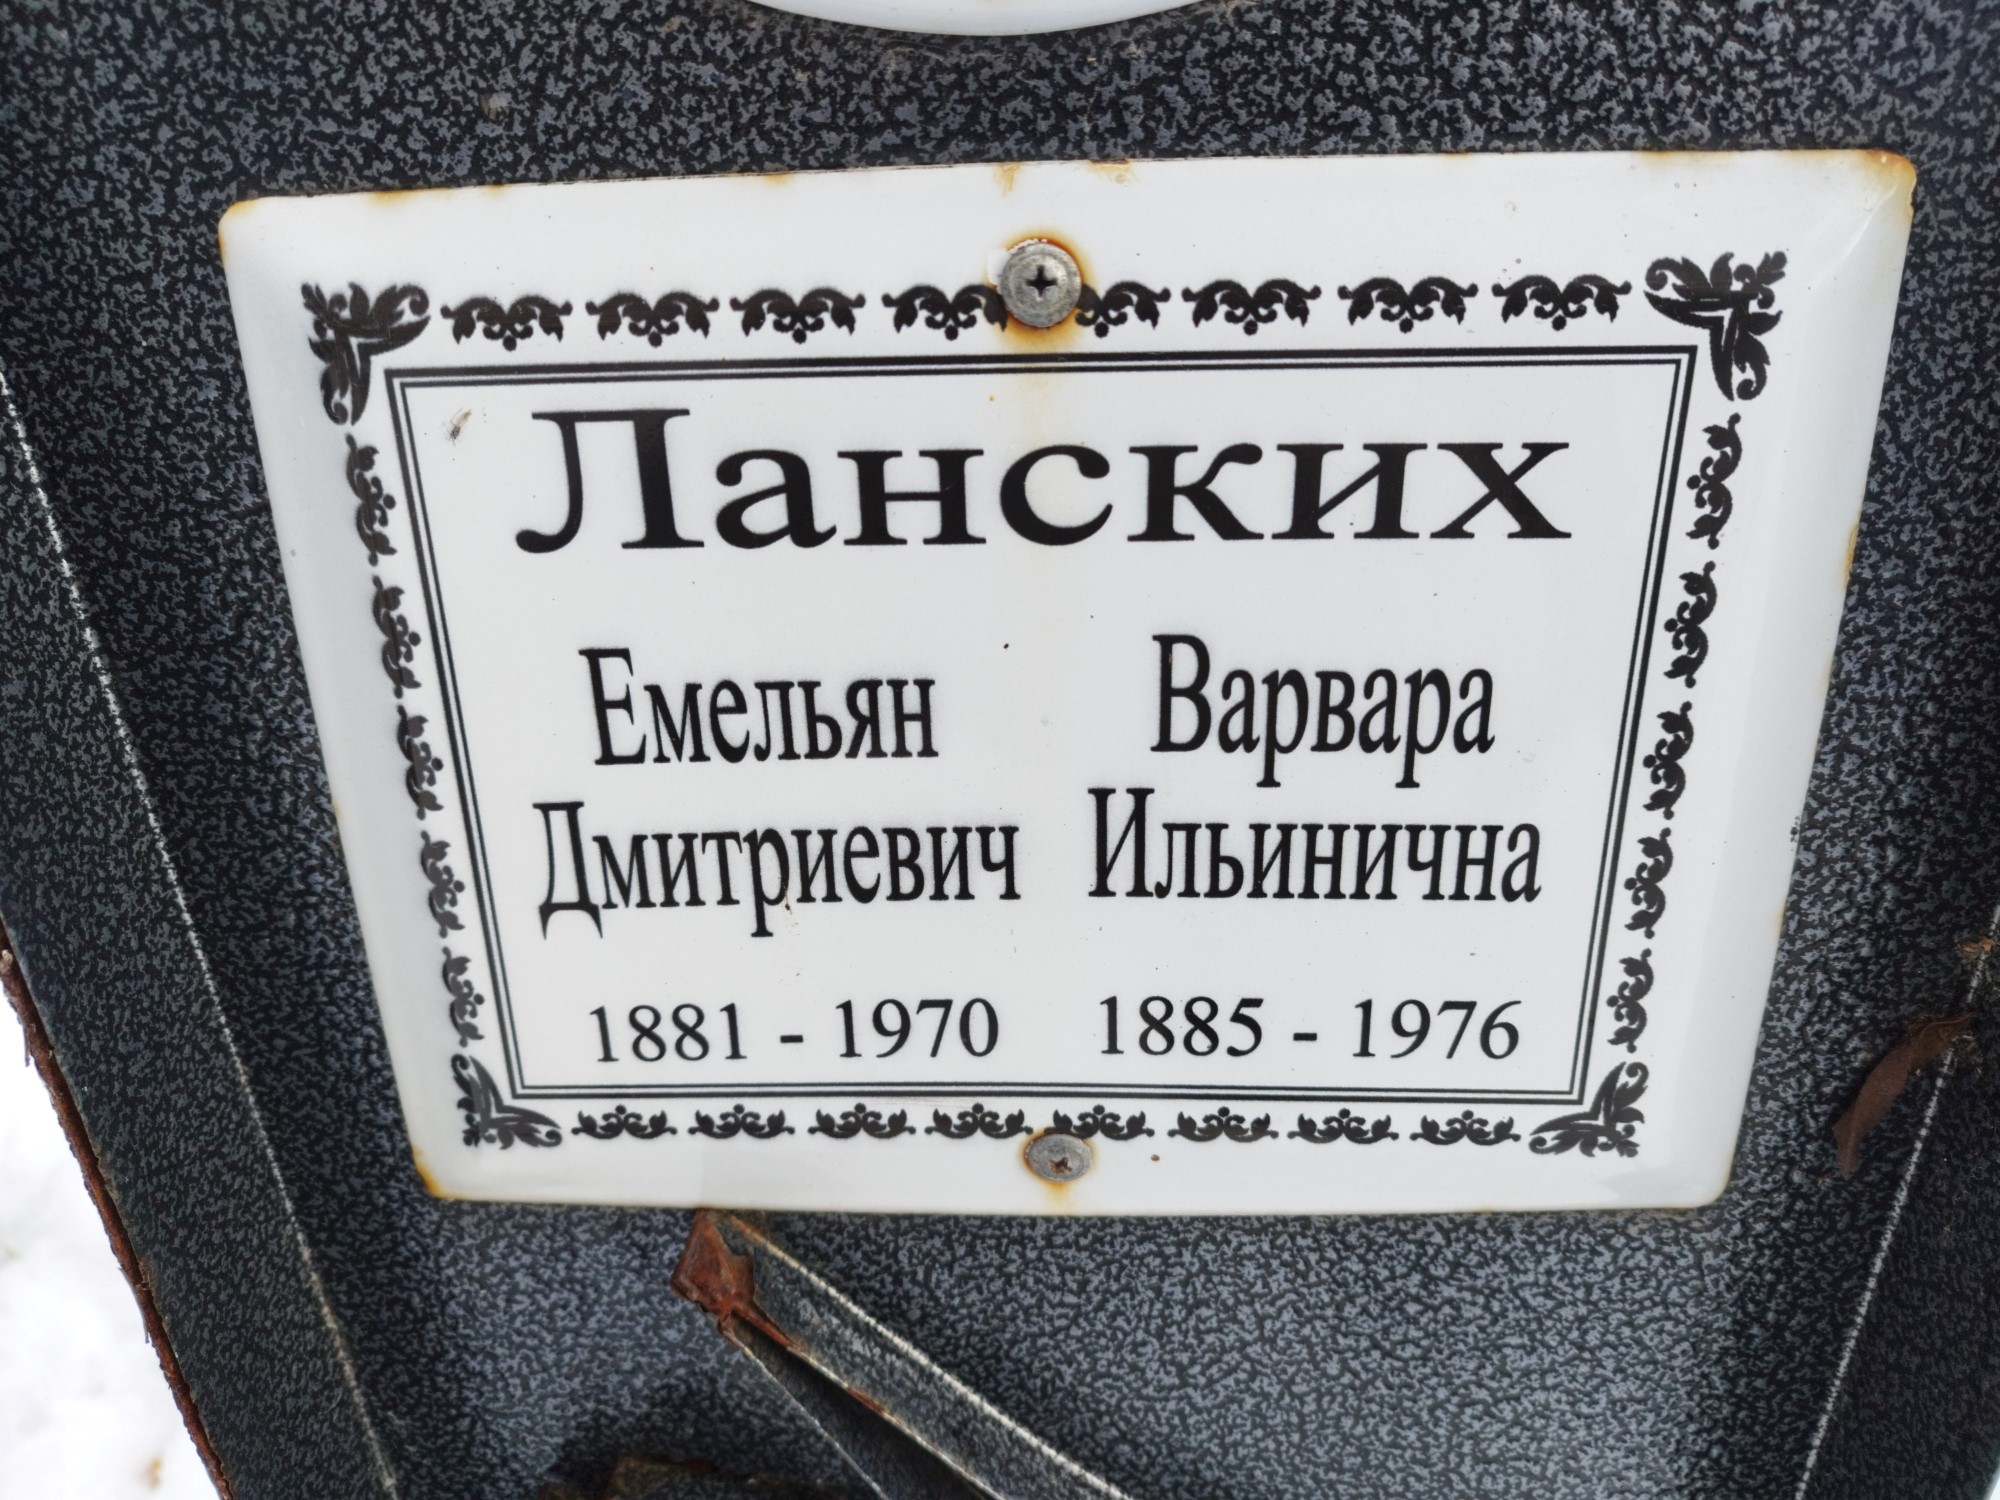 Ланских
Емельян Варвара
Дмитриевич Ильинична
1881 - 1970 1885 - 1976